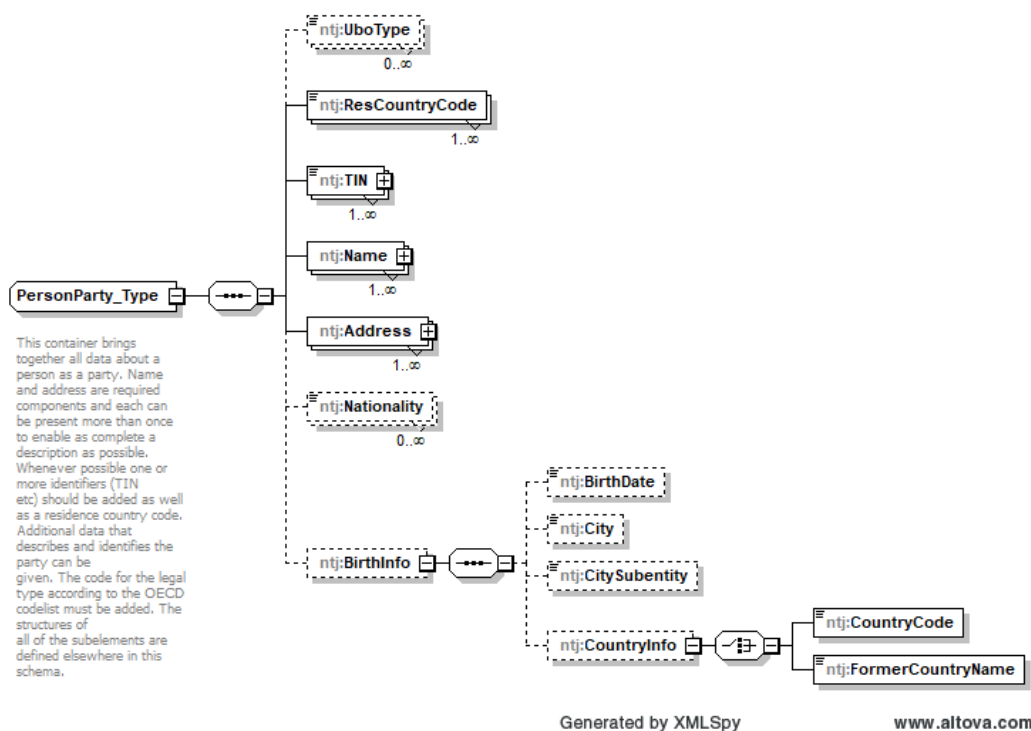 ntj:UboType
0..∞
ntj:ResCountryCode
1..∞
ntj:TIN
1..∞
ntj:Name
1..∞
PersonParty_Type
ntj:Address
1..∞
This container brings
together all data about a
person as a party. Name
and address are required
components and each can
be present more than once
to enable as complete a
description as possible.
Whenever possible one or
more identifiers (TIN
etc) should be added as well
as a residence country code.
Additional data that
describes and identifies the
party can be
given. The code for the legal
type according to the OECD
codelist must be added. The
structures of
all of the subelements are
defined elsewhere in this
schema.
ntj:Nationality
0..∞
ntj:BirthInfo
ntj:BirthDate
ntj:City
ntj:CitySubentity
ntj:CountryInfo
ntj:CountryCode
ntj:FormerCountryName
Generated by XMLSpy
www.altova.com